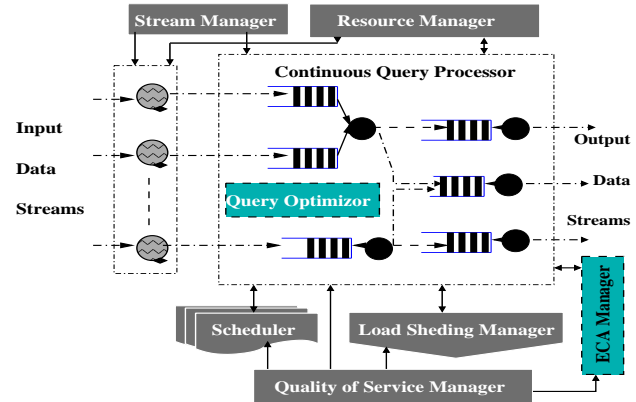 Stream Manager
Resource Manager
Continuous Query Processor
Input
Data
Streams
Output
Data
Streams
Query Optimizor
ECA Manager
Scheduler
Load Sheding Manager
Quality of Service Manager